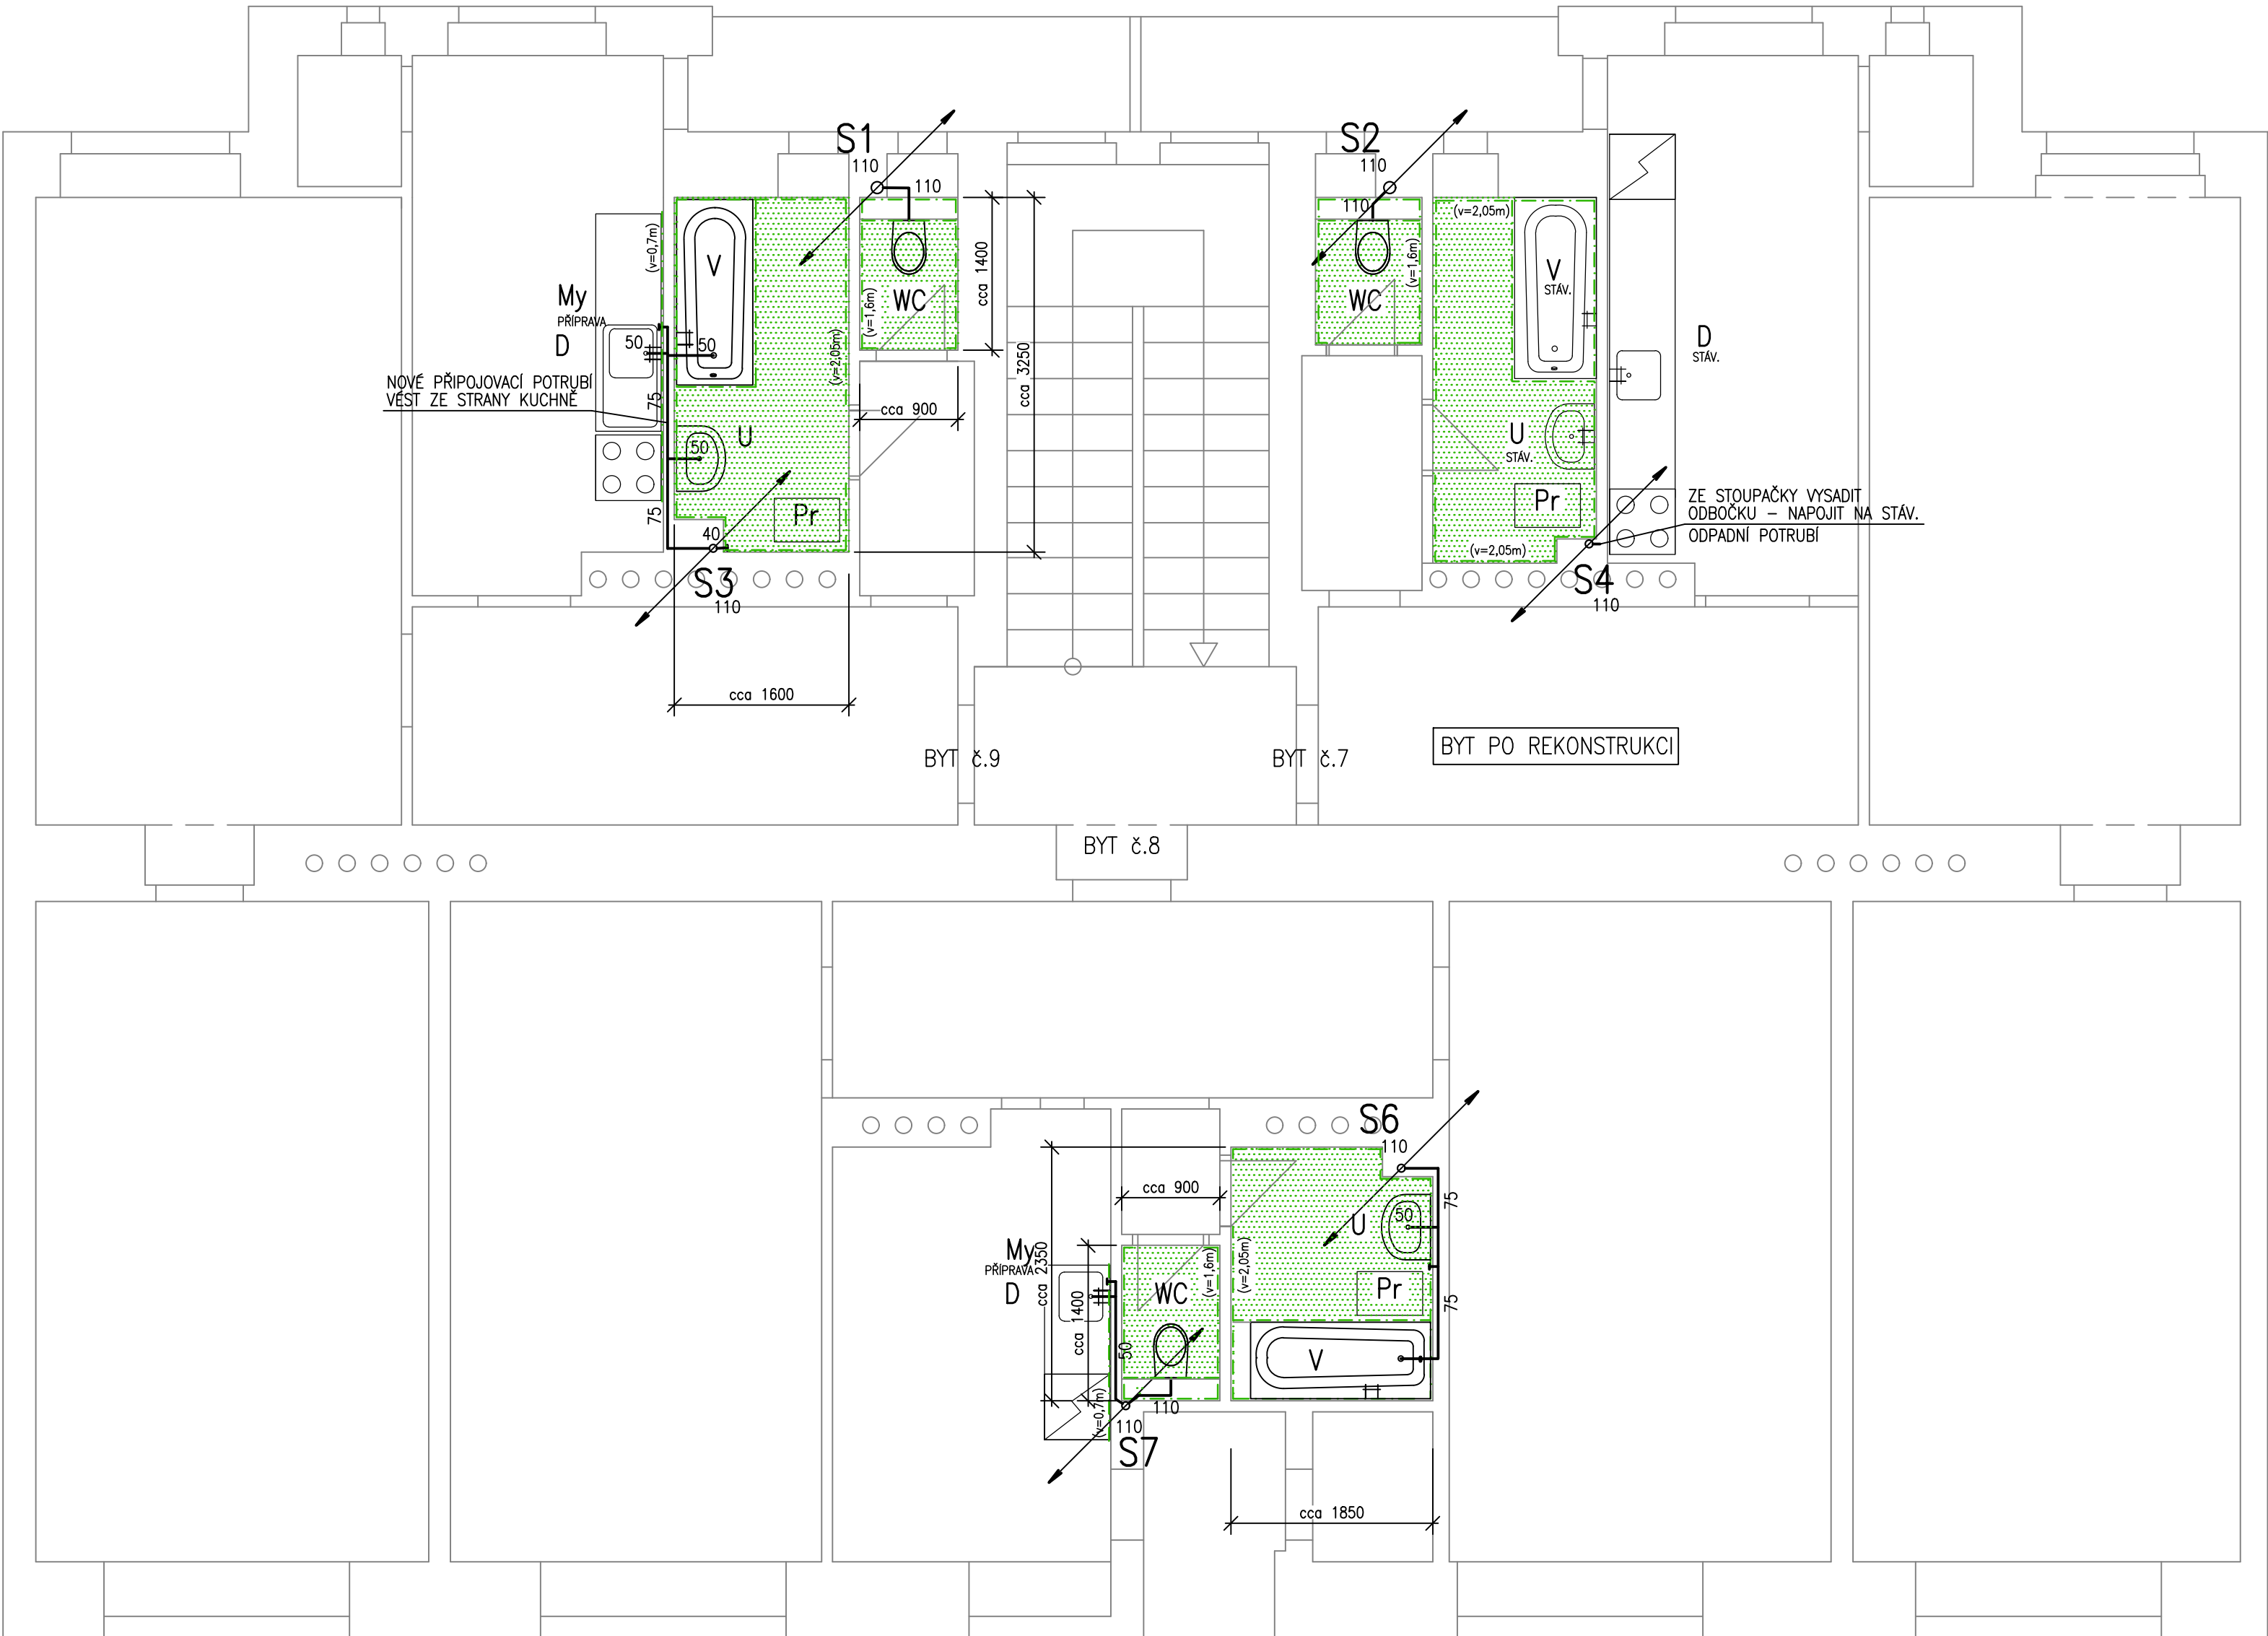 S1
110
110
S2
110
110
(v=2,05m)
(v=0,7m)
V
cca 1400
(v=1,6m)
V
STÁV.
My
PŘÍPRAVA
D
WC
(v=1,6m)
WC
D
STÁV.
50
50
(v=2,05m)
cca 3250
NOVÉ PŘIPOJOVACÍ POTRUBÍ
VÉST ZE STRANY KUCHNĚ
75
cca 900
U
50
U
STÁV.
Pr
75
Pr
ZE STOUPAČKY VYSADIT
ODBOČKU – NAPOJIT NA STÁV.
ODPADNÍ POTRUBÍ
40
(v=2,05m)
S3
110
S4
110
cca 1600
BYT č.9
BYT č.7
BYT PO REKONSTRUKCI
BYT č.8
S6
110
cca 900
75
50
U
My
PŘÍPRAVA
D
cca 2350
(v=1,6m)
(v=2,05m)
WC
Pr
75
cca 1400
50
V
(v=0,7m)
110
110
S7
cca 1850